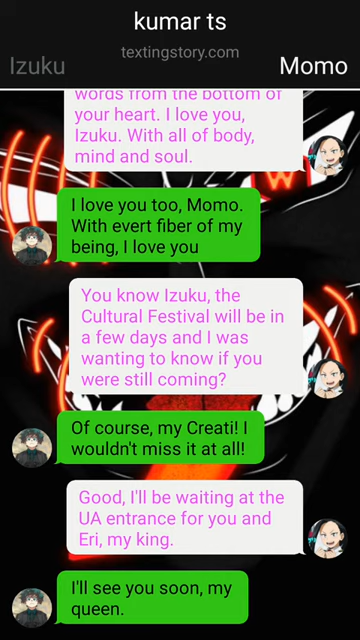 kumar ts
textingstory.com
Izuku
Momo
words from the bottom of
your heart. I love you,
Izuku. With all of body,
mind and soul.
I love you too, Momo.
With evert fiber of my
being, I love you
You know Izuku, the
Cultural Festival will be in
a few days and I was
wanting to know if you
were still coming?
Of course, my Creati! I
wouldn't miss it at all!
Good, I'll be waiting at the
UA entrance for you and
Eri, my king.
I'll see you soon, my
queen.